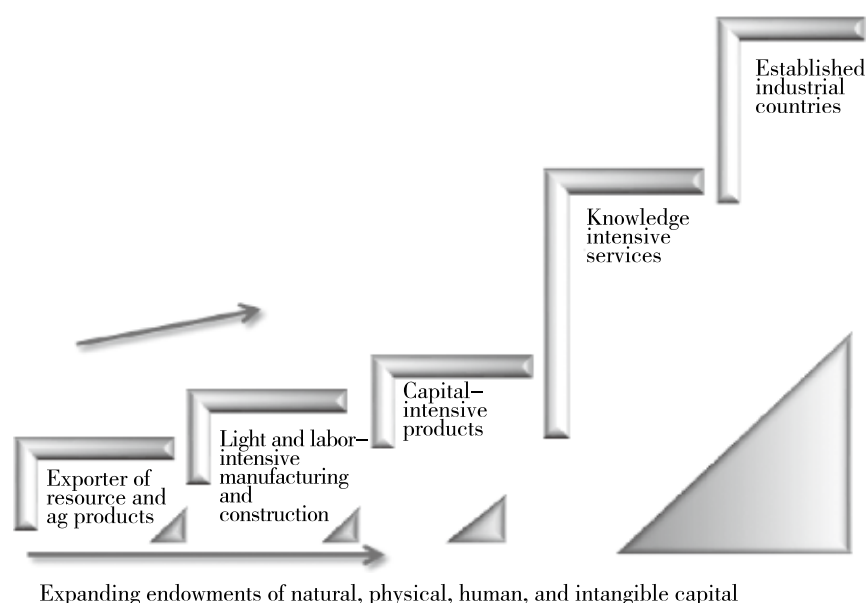 Established
industrial
countries
Knowledge
intensive
services
Capital–
intensive
products
Light and labor–
intensive
manufacturing
and
construction
Exporter of
resource and
ag products
Expanding endowments of natural, physical, human, and intangible capital